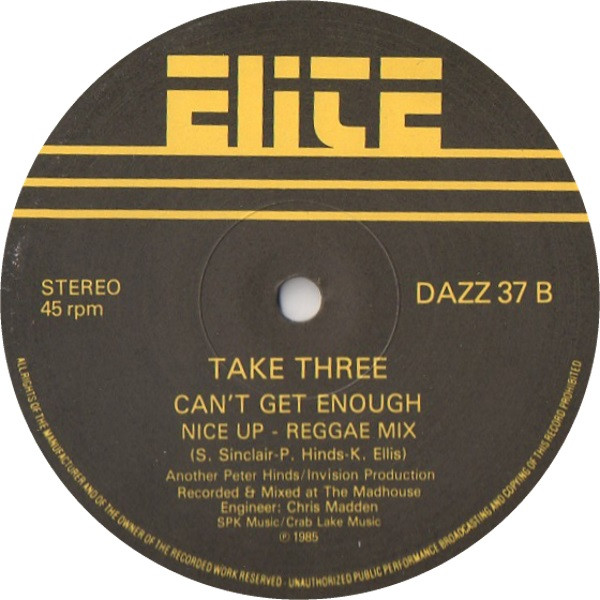 ELITE
STEREO
45 rpm
DAZZ 37 B
TAKE THREE
CAN'T GET ENOUGH
NICE UP - REGGAE MIX
(S. Sinclair-P. Hinds-K. Ellis)
Another Peter Hinds/Invision Production
Recorded & Mixed at The Madhouse
Engineer: Chris Madden
SPK Music/Crab Lake Music
℗ 1985
ALL RIGHTS OF THE MANUFACTURER AND OF THE OWNER OF THE RECORDED WORK RESERVED - UNAUTHORIZED PUBLIC PERFORMANCE BROADCASTING AND COPYING OF THIS RECORD PROHIBITED